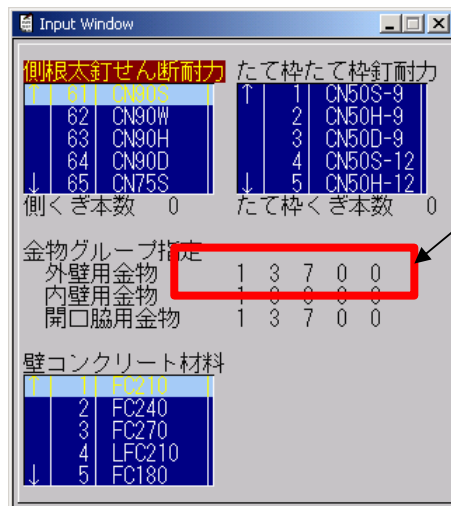 Input Window
側根太釘せん断耐力 たて枠たて枠釘耐力
↑ 61 CN90S ↑ 1 CN50S-9
62 CN90W 2 CN50H-9
63 CN90H 3 CN50D-9
64 CN90D 4 CN50S-12
↓ 65 CN75S ↓ 5 CN50H-12
側くぎ本数 0 たて枠くぎ本数 0
金物グループ指定
外壁用金物 1 3 7 0 0
内壁用金物 1
開口脇用金物 1 3 7 0 0
壁コンクリート材料
↑ 1 FC210
2 FC240
3 FC270
4 LFC210
↓ 5 FC180